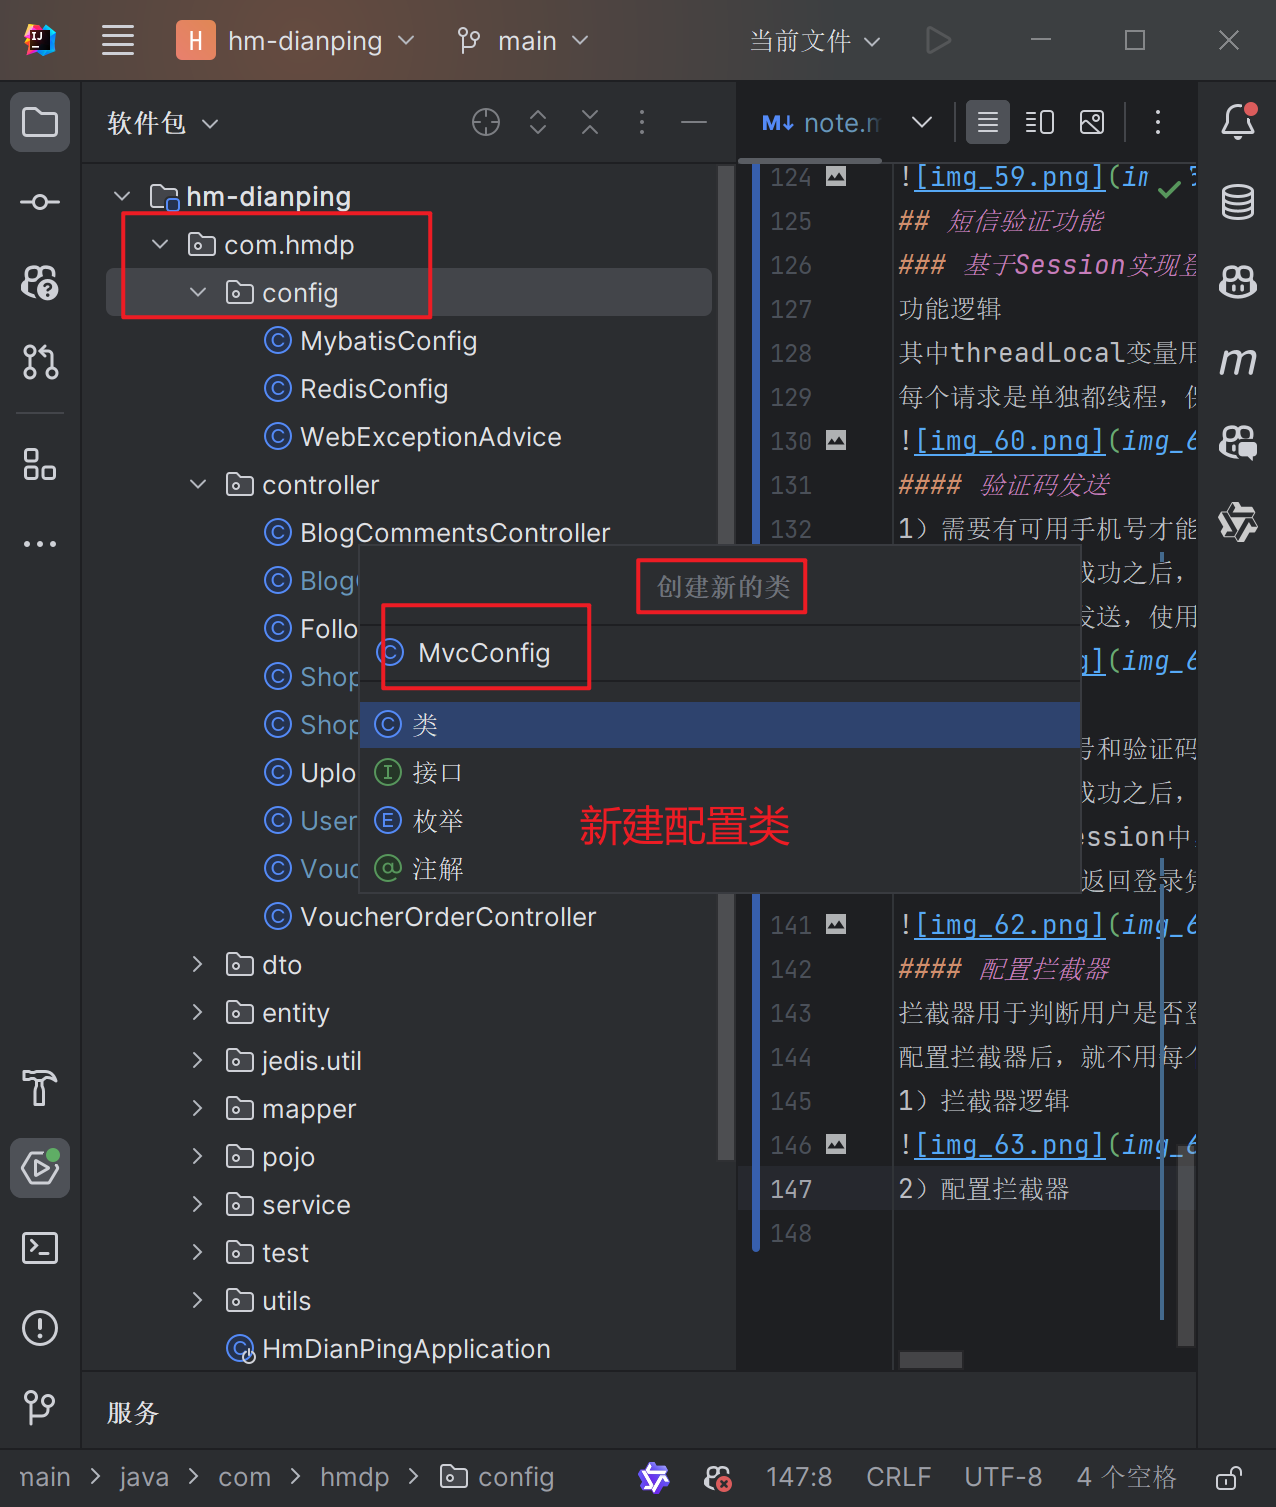 H hm-dianping main 当前文件
软件包
hm-dianping
com.hmdp
config
MybatisConfig
RedisConfig
WebExceptionAdvice
controller
BlogCommentsController
Blog
Follo
Shop
Shop
Uplo
User
Vouc
VoucherOrderController
dto
entity
jedis.util
mapper
pojo
service
test
utils
HmDianPingApplication
创建新的类
MvcConfig
类
接口
枚举
注解
新建配置类
M↓ note.m
124 ![img_59.png](im
125 ## 短信验证功能
126 ### 基于Session实现登
127 功能逻辑
128 其中threadLocal变量用
129 每个请求是单独都线程，保
130 ![img_60.png](img_6
131 #### 验证码发送
132 1）需要有可用手机号才能
成功之后，
发送，使用
](img_6
号和验证码
成功之后，
ession中
返回登录凭
141 ![img_62.png](img_6
142 #### 配置拦截器
143 拦截器用于判断用户是否登
144 配置拦截器后，就不用每个
145 1）拦截器逻辑
146 ![img_63.png](img_6
147 2）配置拦截器
148
服务
main > java > com > hmdp > config 147:8 CRLF UTF-8 4 个空格